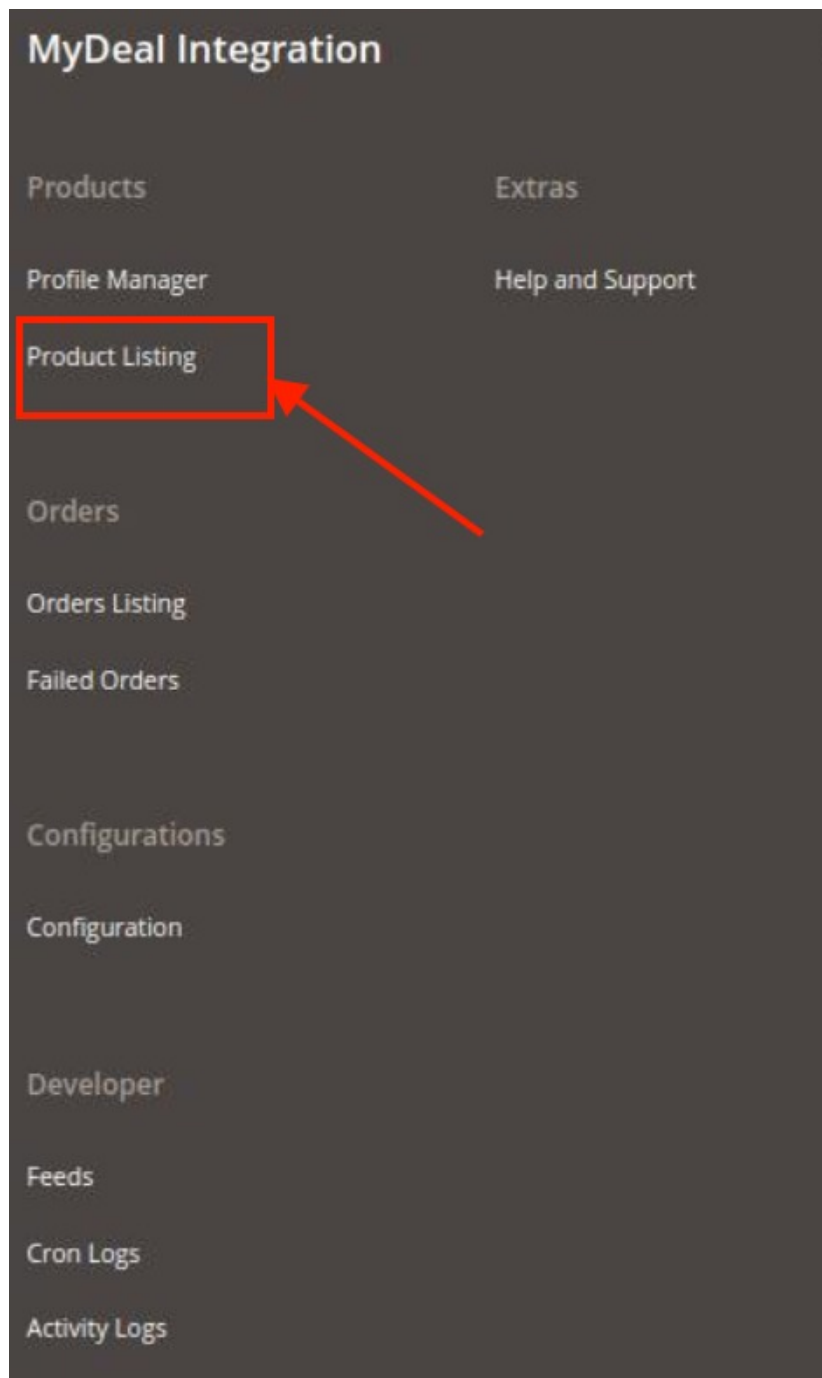 MyDeal Integration
Products
Profile Manager
Product Listing
Orders
Orders Listing
Failed Orders
Configurations
Configuration
Developer
Feeds
Cron Logs
Activity Logs
Extras
Help and Support